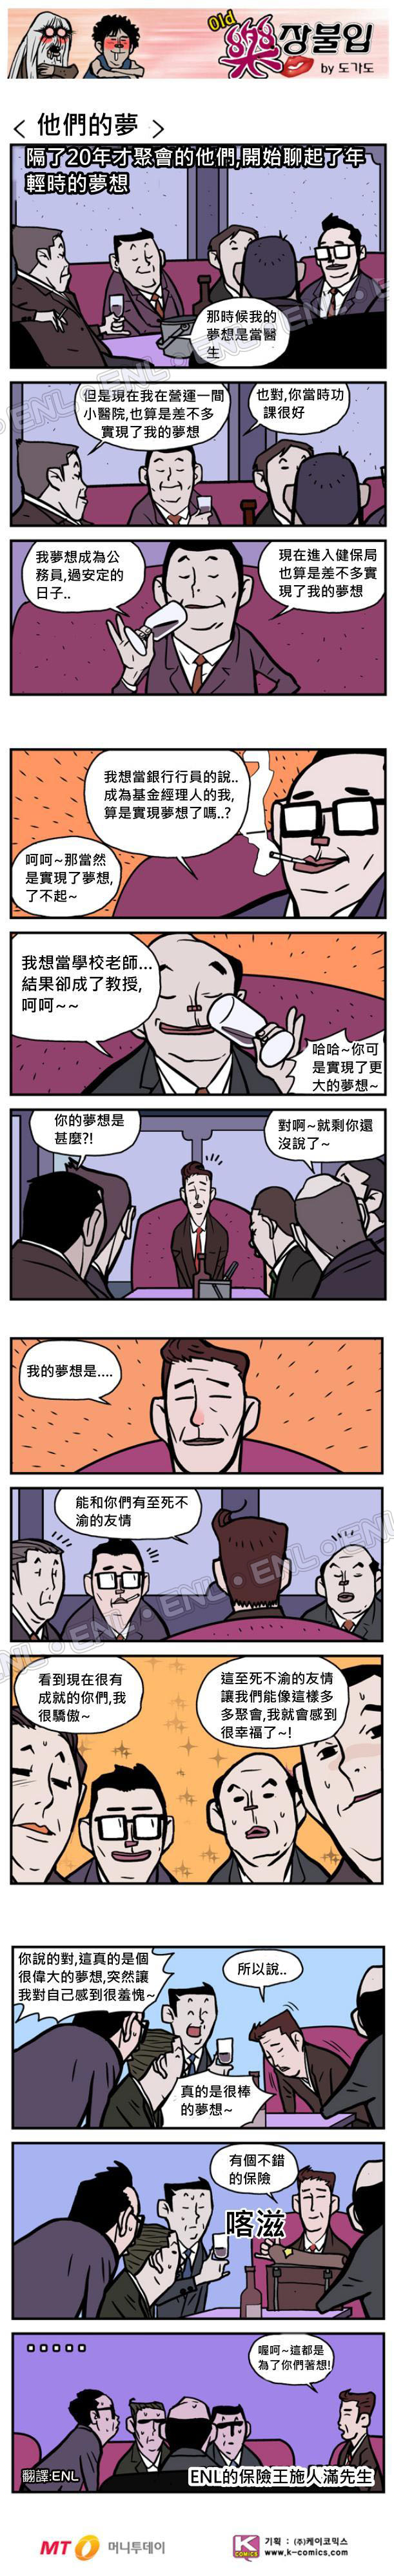 Old
樂장불입
by 도가도
< 他們的夢 >
隔了20年才聚會的他們,開始聊起了年
輕時的夢想
那時候我的
夢想是當醫
生
但是現在我在營運一間
小醫院,也算是差不多
實現了我的夢想
也對,你當時功
課很好
我夢想成為公
務員,過安定的
日子..
現在進入健保局
也算是差不多實
現了我的夢想
我想當銀行行員的說..
成為基金經理人的我,
算是實現夢想了嗎..?
呵呵~那當然
是實現了夢想,
了不起~
我想當學校老師...
結果卻成了教授,
呵呵~~
哈哈~你可
是實現了更
大的夢想~
你的夢想是
甚麼?!
對啊~就剩你還
沒說了~
我的夢想是....
能和你們有至死不
渝的友情
看到現在很有
成就的你們,我
很驕傲~
這至死不渝的友情
讓我們能像這樣多
多聚會,我就會感到
很幸福了~!
你說的對,這真的是個
很偉大的夢想,突然讓
我對自己感到很羞愧~
所以說..
真的是很棒
的夢想~
有個不錯
的保險
喀滋
喔呵~這都是
為了你們著想!
翻譯:ENL
ENL的保險王施人滿先生
MT 머니투데이
K COMICS
기획 : (주)케이코믹스
www.k-comics.com